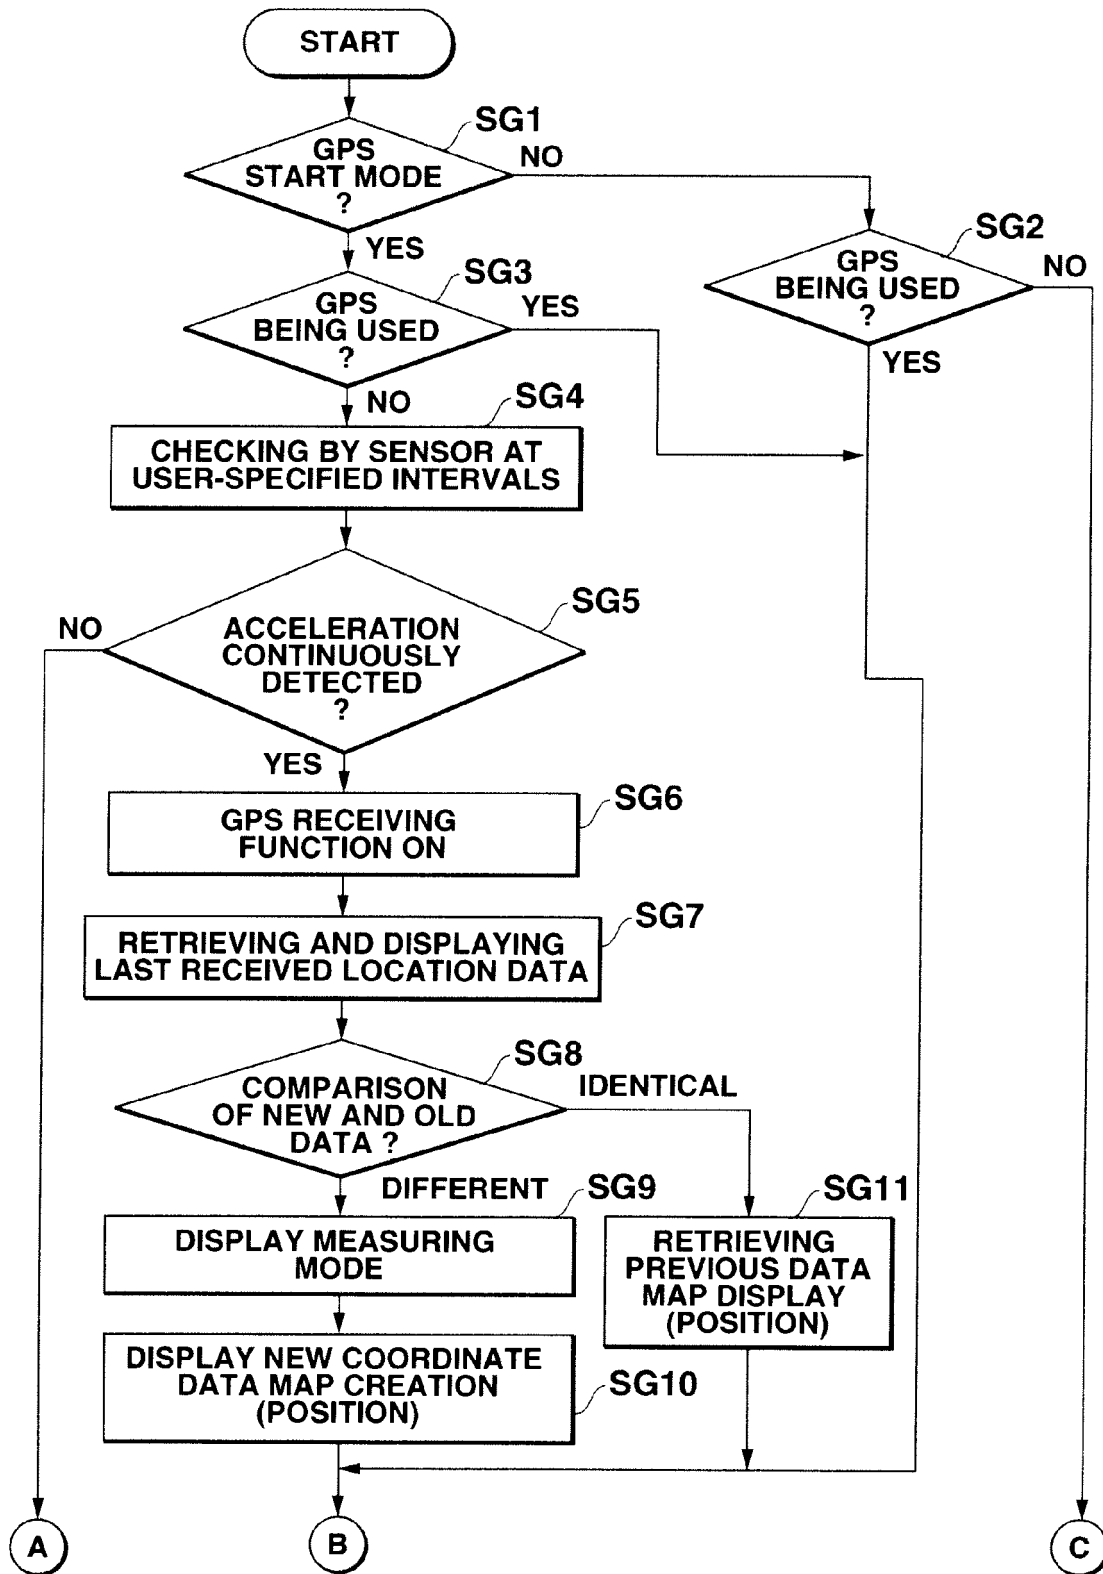 START
SG1
GPS
START MODE
?
NO
YES
SG2
GPS
BEING USED
?
NO
YES
SG3
GPS
BEING USED
?
YES
NO
SG4
CHECKING BY SENSOR AT
USER-SPECIFIED INTERVALS
SG5
NO
ACCELERATION
CONTINUOUSLY
DETECTED
?
YES
SG6
GPS RECEIVING
FUNCTION ON
SG7
RETRIEVING AND DISPLAYING
LAST RECEIVED LOCATION DATA
SG8
COMPARISON
OF NEW AND OLD
DATA ?
IDENTICAL
DIFFERENT
SG9
DISPLAY MEASURING
MODE
SG11
RETRIEVING
PREVIOUS DATA
MAP DISPLAY
(POSITION)
DISPLAY NEW COORDINATE
DATA MAP CREATION
(POSITION)
SG10
A
B
C